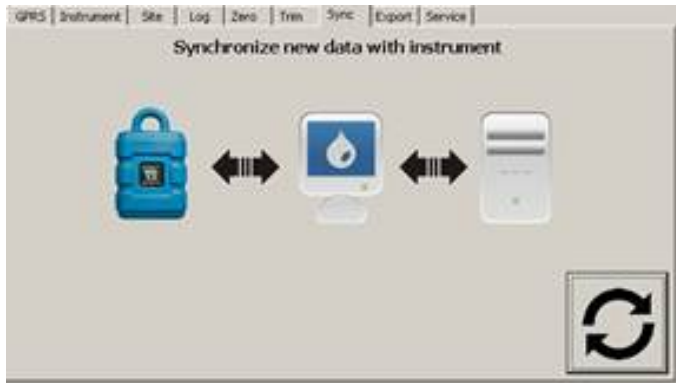 GPRS Instrument Site Log Zero Trim Sync Export Service
Synchronize new data with instrument